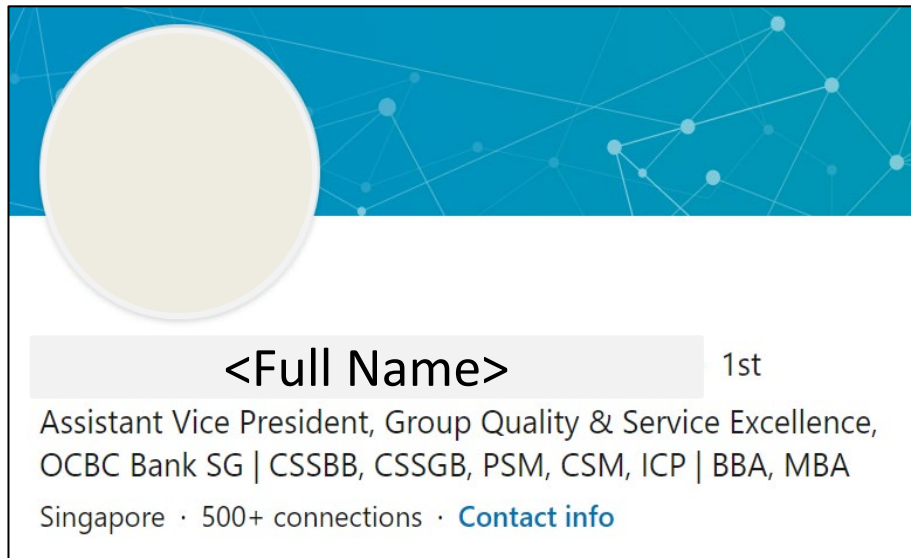 <Full Name>
1st
Assistant Vice President, Group Quality & Service Excellence,
OCBC Bank SG | CSSBB, CSSGB, PSM, CSM, ICP | BBA, MBA
Singapore · 500+ connections · Contact info